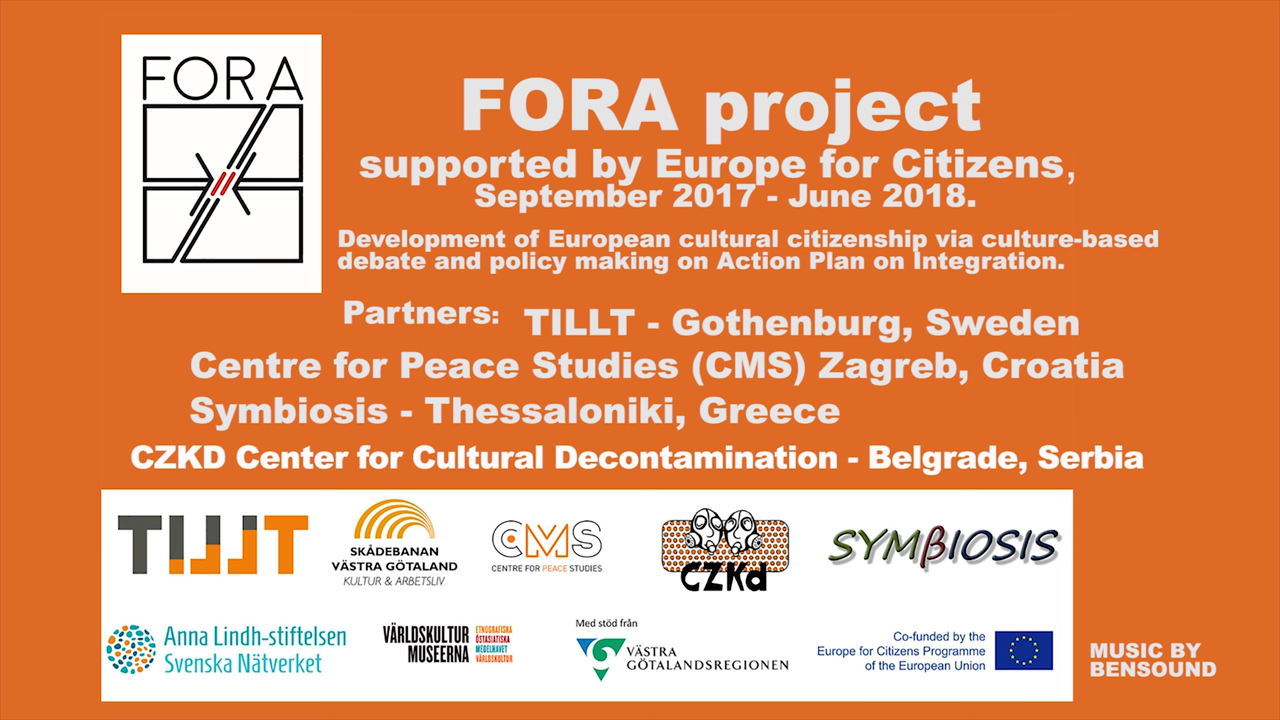 FORA
FORA project
supported by Europe for Citizens,
September 2017 - June 2018.
Development of European cultural citizenship via culture-based
debate and policy making on Action Plan on Integration.
Partners: TILLT - Gothenburg, Sweden
Centre for Peace Studies (CMS) Zagreb, Croatia
Symbiosis - Thessaloniki, Greece
CZKD Center for Cultural Decontamination - Belgrade, Serbia
TILLT
SKÅDEBANAN
VÄSTRA GÖTALAND
KULTUR & ARBETSLIV
CMS
CENTRE FOR PEACE STUDIES
CZKd
SYMβIOSIS
Anna Lindh-stiftelsen
Svenska Nätverket
VÄRLDSKULTUR
MUSEERNA
ETNOGRAFISKA
ÖSTASIATISKA
MEDELHAVET
VÄRLDSKULTUR
Med stöd från
VÄSTRA
GÖTALANDSREGIONEN
Co-funded by the
Europe for Citizens Programme
of the European Union
MUSIC BY
BENSOUND